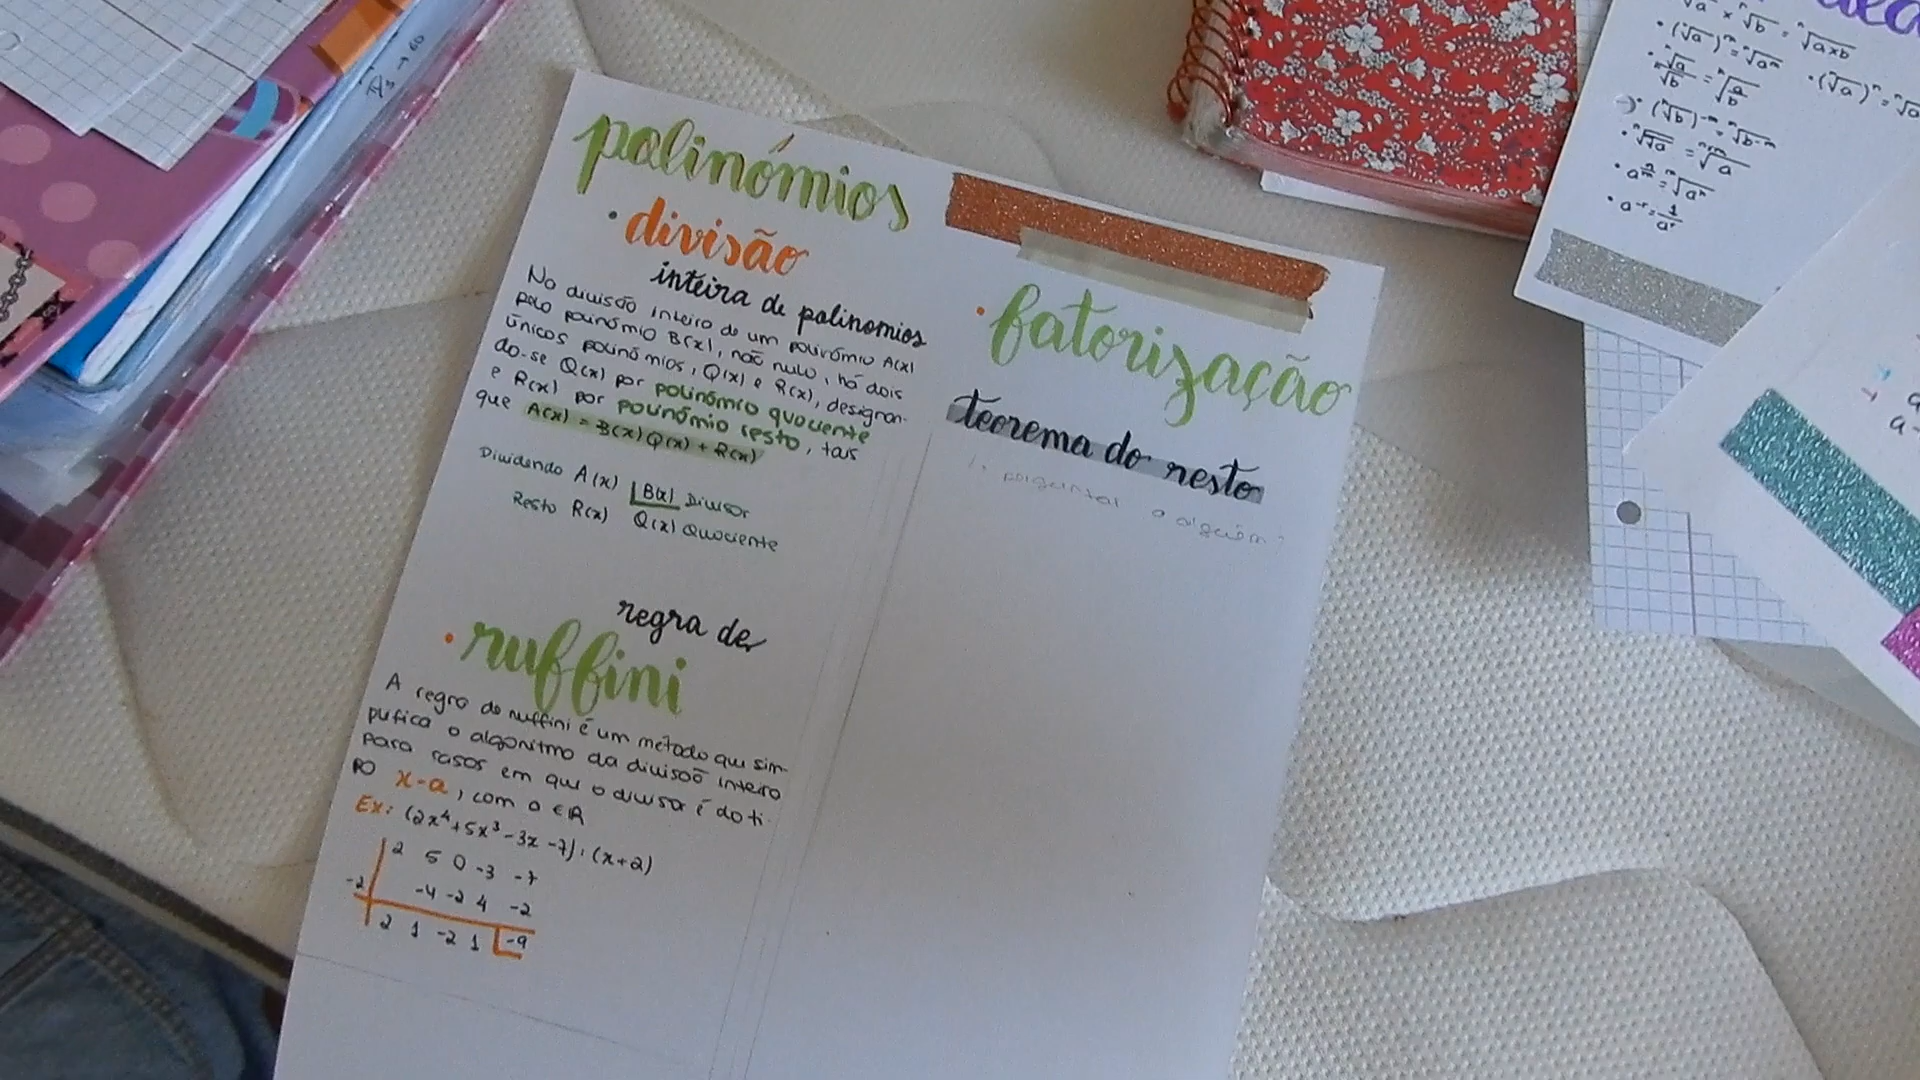 polinómios
• divisão
inteira de polinomios
Na divisão inteira de um polinómio A(x)
pelo polinómio B(x), não nulo, há dois
únicos polinómios, Q(x) e R(x), designan-
do-se Q(x) por polinómio quociente
e R(x) por polinómio resto, tais
que A(x) = B(x) Q(x) + R(x)
Dividendo A(x) B(x) Divisor
Resto R(x) Q(x) Quociente
regra de
• ruffini
A regra de ruffini é um método que sim-
plifica o algoritmo da divisão inteira
para casos em que o divisor é do ti-
po x-a, com a ∈ R
Ex: (2x⁴+5x³-3x-7):(x+2)
2 5 0 -3 -7
-2 -4 -2 4 -2
2 1 -2 1 -9
• fatorização
teorema do resto
perguntar a alguém?
ⁿ√a × ⁿ√b = ⁿ√axb
ⁿ√a / ⁿ√b = ⁿ√a/b